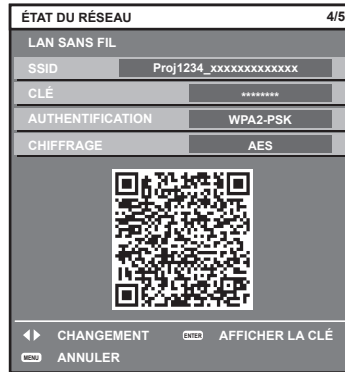 ÉTAT DU RÉSEAU 4/5
LAN SANS FIL
SSID Proj1234_xxxxxxxxxxxxx
CLÉ ********
AUTHENTIFICATION WPA2-PSK
CHIFFRAGE AES
CHANGEMENT ENTER AFFICHER LA CLÉ
MENU ANNULER